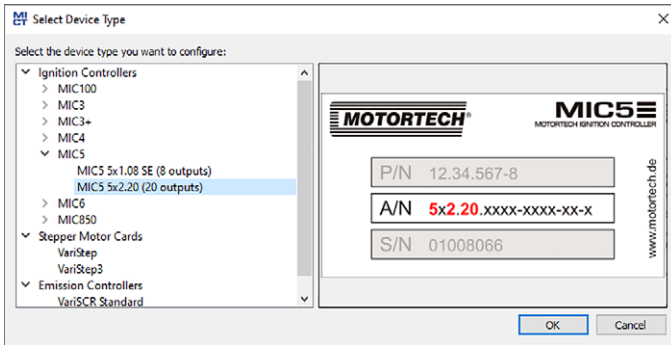 MICT Select Device Type
Select the device type you want to configure:
Ignition Controllers
MIC100
MIC3
MIC3+
MIC4
MIC5
MIC5 5x1.08 SE (8 outputs)
MIC5 5x2.20 (20 outputs)
MIC6
MIC850
Stepper Motor Cards
VariStep
VariStep3
Emission Controllers
VariSCR Standard
MOTORTECH®
MIC5
MOTORTECH IGNITION CONTROLLER
P/N 12.34.567-8
A/N 5x2.20.xxxx-xxxx-xx-x
S/N 01008066
www.motortech.de
OK Cancel